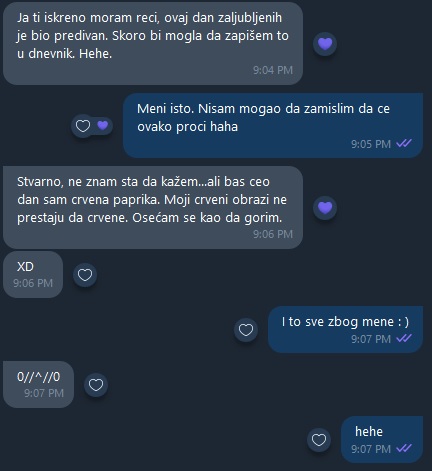 Ja ti iskreno moram reci, ovaj dan zaljubljenih
je bio predivan. Skoro bi mogla da zapišem to
u dnevnik. Hehe.
9:04 PM
Meni isto. Nisam mogao da zamislim da ce
ovako proci haha
9:05 PM
Stvarno, ne znam sta da kažem...ali bas ceo
dan sam crvena paprika. Moji crveni obrazi ne
prestaju da crvene. Osećam se kao da gorim.
9:06 PM
XD
9:06 PM
I to sve zbog mene : )
9:07 PM
0//^//0
9:07 PM
hehe
9:07 PM